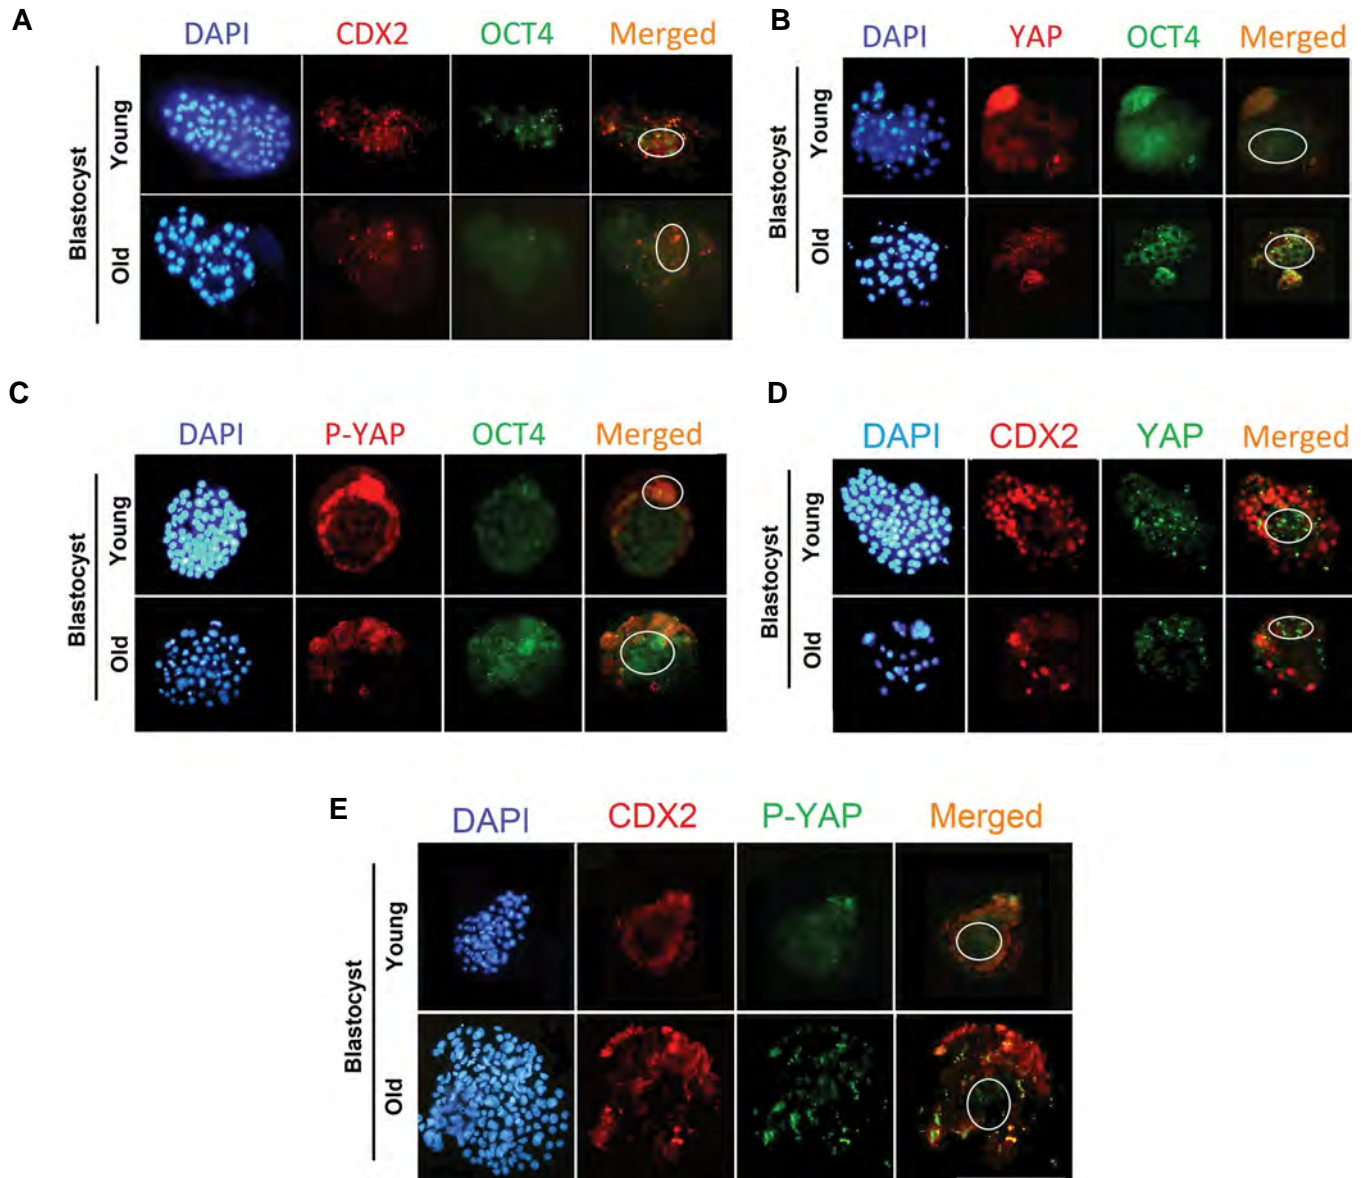 A
DAPI CDX2 OCT4 Merged
Blastocyst
Young
Old
B
DAPI YAP OCT4 Merged
Blastocyst
Young
Old
C
DAPI P-YAP OCT4 Merged
Blastocyst
Young
Old
D
DAPI CDX2 YAP Merged
Blastocyst
Young
Old
E
DAPI CDX2 P-YAP Merged
Blastocyst
Young
Old